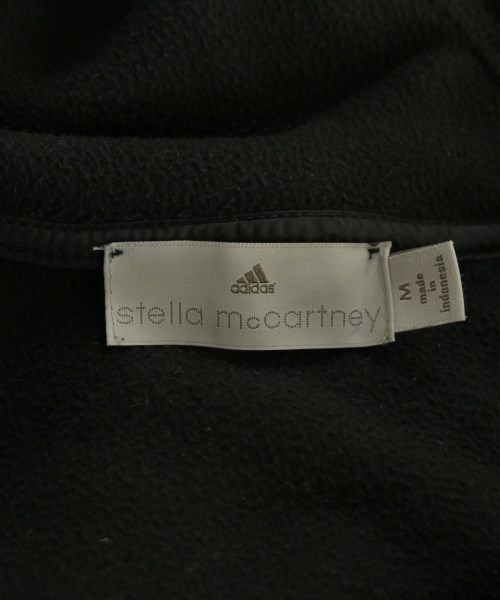 adidas
stella mccartney
M
made
in
indonesia